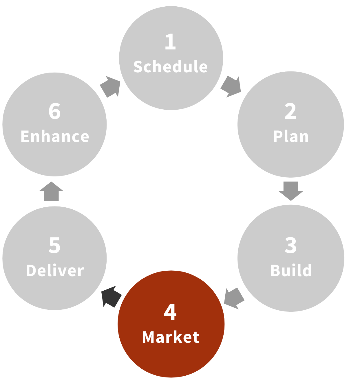 1
Schedule
2
Plan
3
Build
4
Market
5
Deliver
6
Enhance